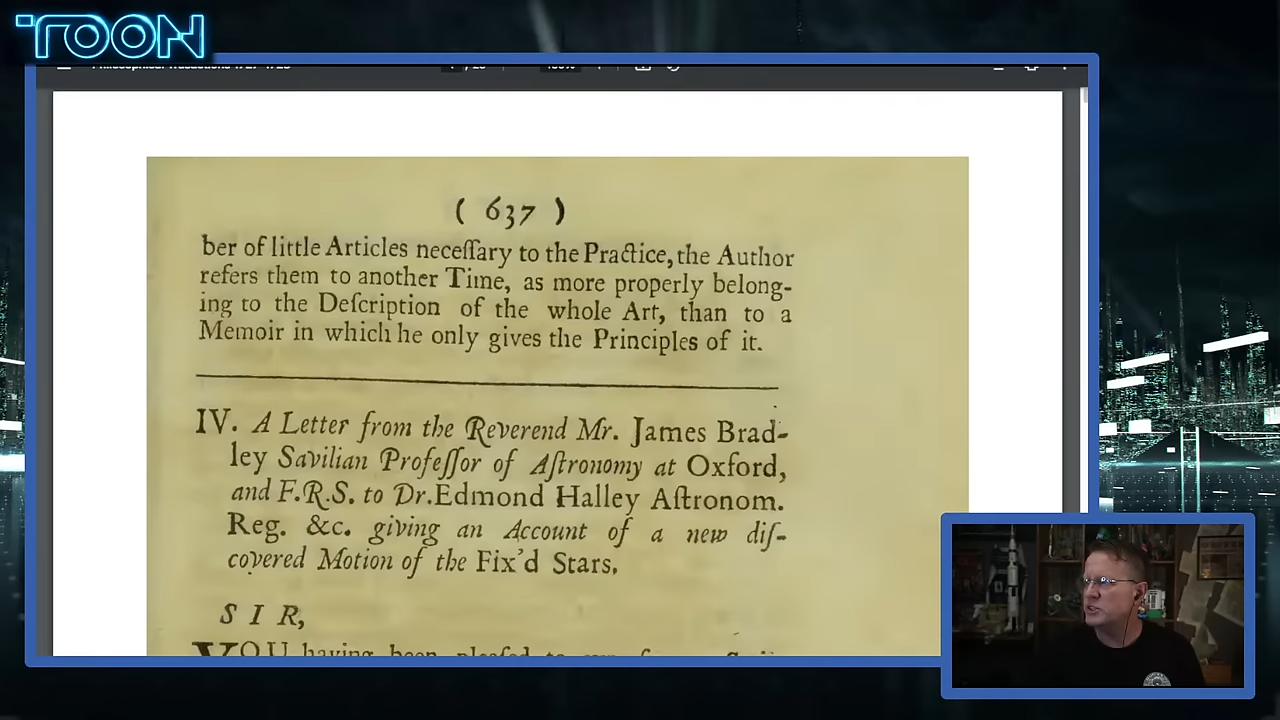 TOON
( 637 )
ber of little Articles neceſſary to the Practice, the Author
refers them to another Time, as more properly belong-
ing to the Deſcription of the whole Art, than to a
Memoir in which he only gives the Principles of it.
IV. A Letter from the Reverend Mr. James Brad-
ley Savilian Profeſſor of Aſtronomy at Oxford,
and F.R.S. to Dr.Edmond Halley Aſtronom.
Reg. &c. giving an Account of a new diſ-
covered Motion of the Fix'd Stars.
S I R,
YOU having been pleaſed to